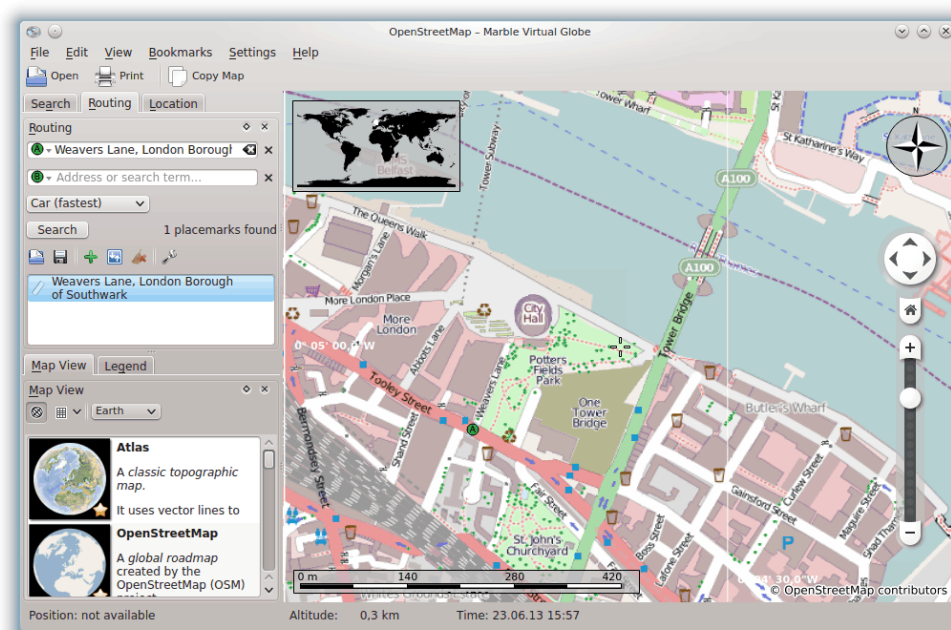 OpenStreetMap – Marble Virtual Globe
File Edit View Bookmarks Settings Help
Open Print Copy Map
Search Routing Location
Routing
A Weavers Lane, London Borough
B Address or search term...
Car (fastest)
Search 1 placemarks found
Weavers Lane, London Borough
of Southwark
Map View Legend
Map View
Earth
Atlas
A classic topographic
map.
It uses vector lines to
OpenStreetMap
A global roadmap
created by the
OpenStreetMap (OSM)
project
Tower Wharf
Belfast
Tower Subway
St Katharine's Way
N
A100
A100
The Queens Walk
Morgan's Lane
More London Place
More
London
City
Hall
Tower Bridge
0° 05' 00.0"W
Abbots Lane
Weavers Lane
Potters
Fields
Park
One
Tower
Bridge
Butler's Wharf
Tooley Street
Bermondsey Street
Shand Street
A
Fair Street
St. John's
Churchyard
Gainsford Street
Curlew Street
Maguire Street
Shad Thames
Boss Street
Lafone Street
P
0 m 140 280 420
© OpenStreetMap contributors
Position: not available Altitude: 0,3 km Time: 23.06.13 15:57